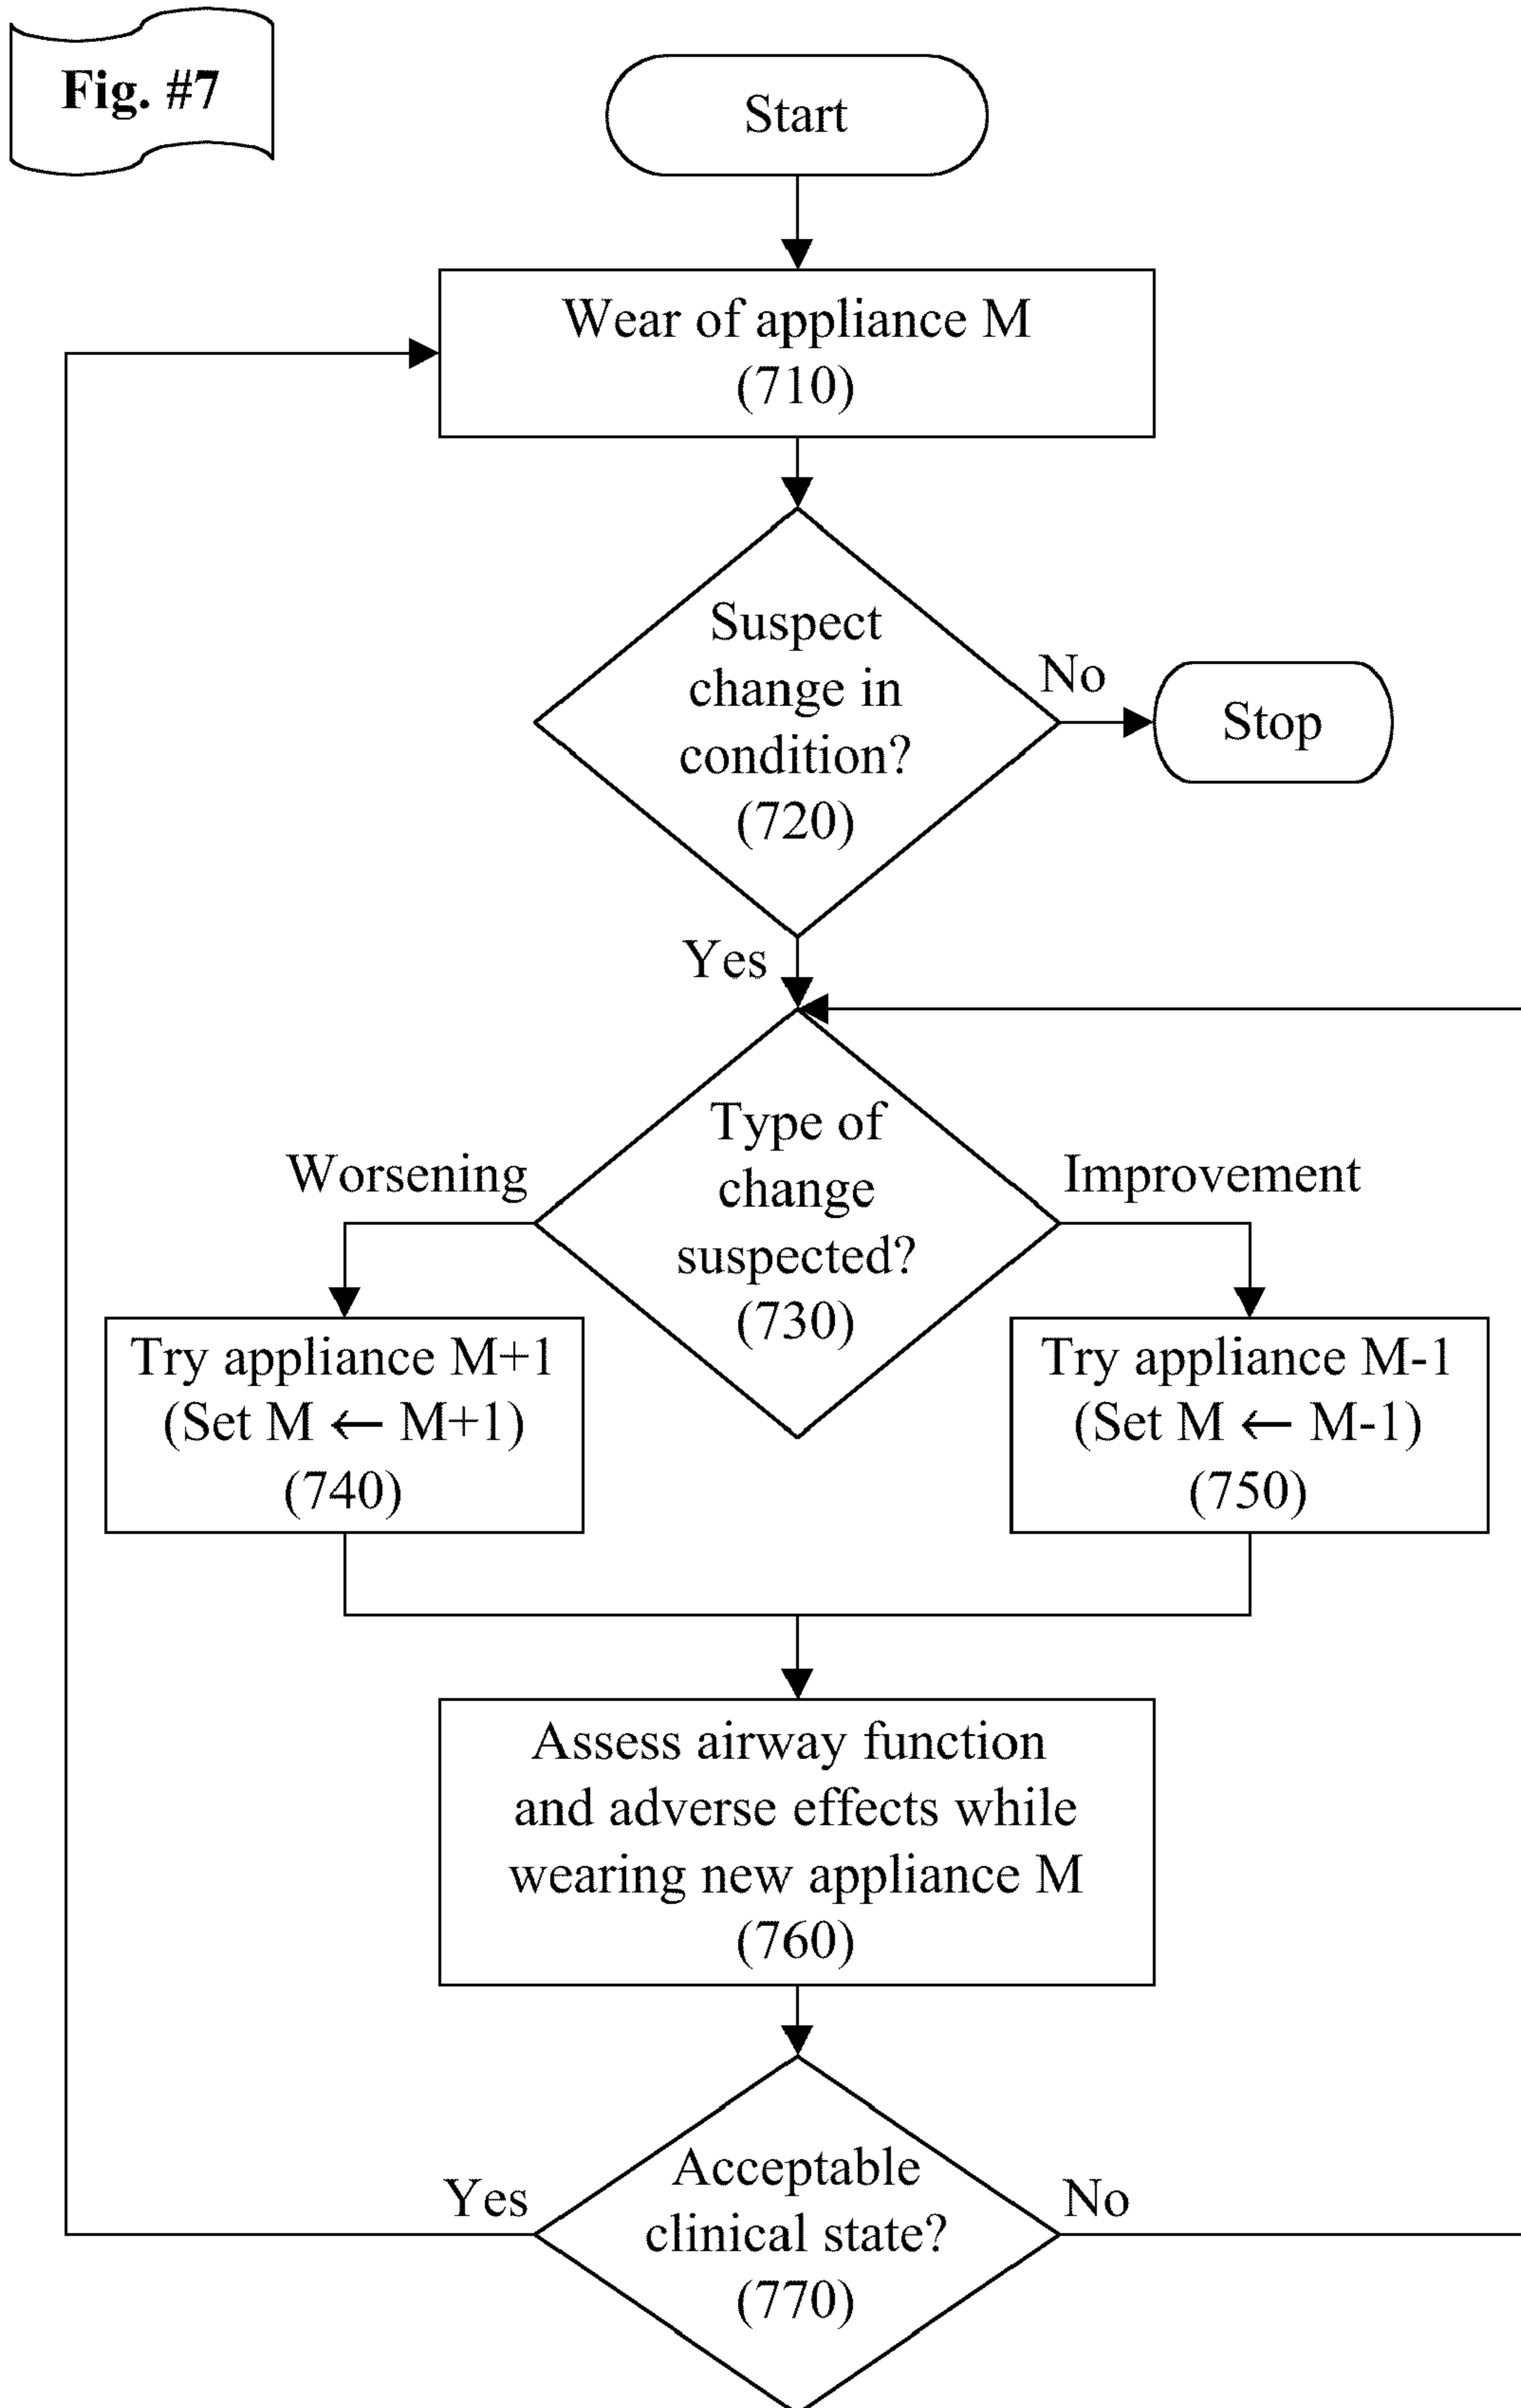 Fig. #7
Start
Wear of appliance M
(710)
Suspect
change in
condition?
(720)
No
Stop
Yes
Type of
change
suspected?
(730)
Worsening
Improvement
Try appliance M+1
(Set M ← M+1)
(740)
Try appliance M-1
(Set M ← M-1)
(750)
Assess airway function
and adverse effects while
wearing new appliance M
(760)
Acceptable
clinical state?
(770)
Yes
No